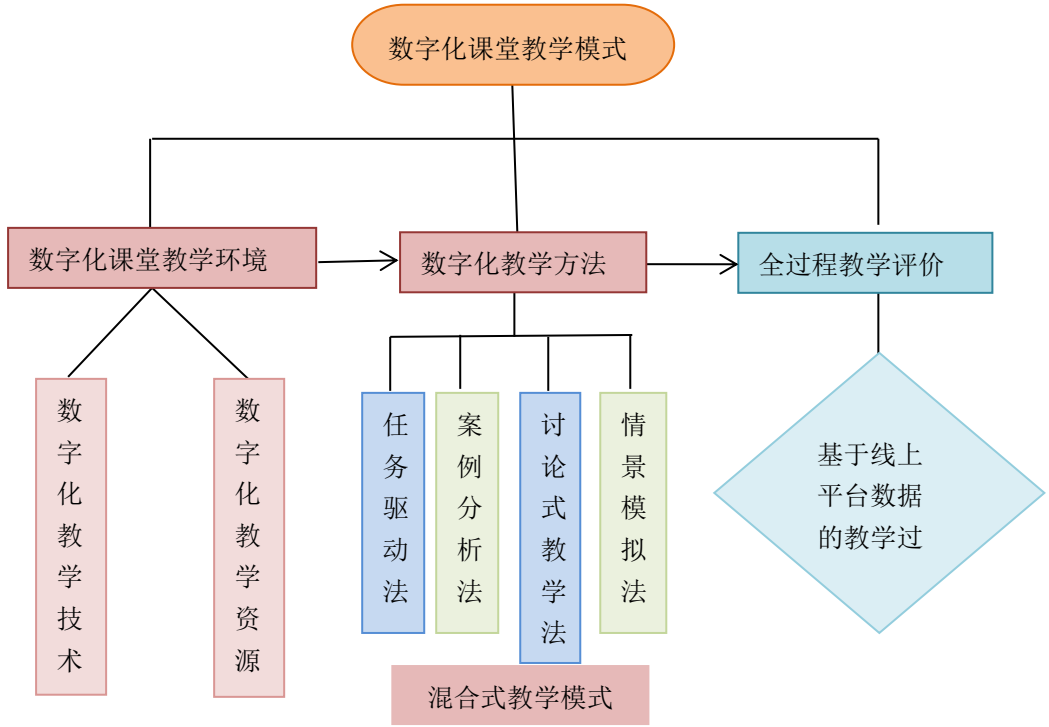 数字化课堂教学模式
数字化课堂教学环境
数字化教学方法
全过程教学评价
数字化教学技术
数字化教学资源
任务驱动法
案例分析法
讨论式教学法
情景模拟法
基于线上
平台数据
的教学过
混合式教学模式